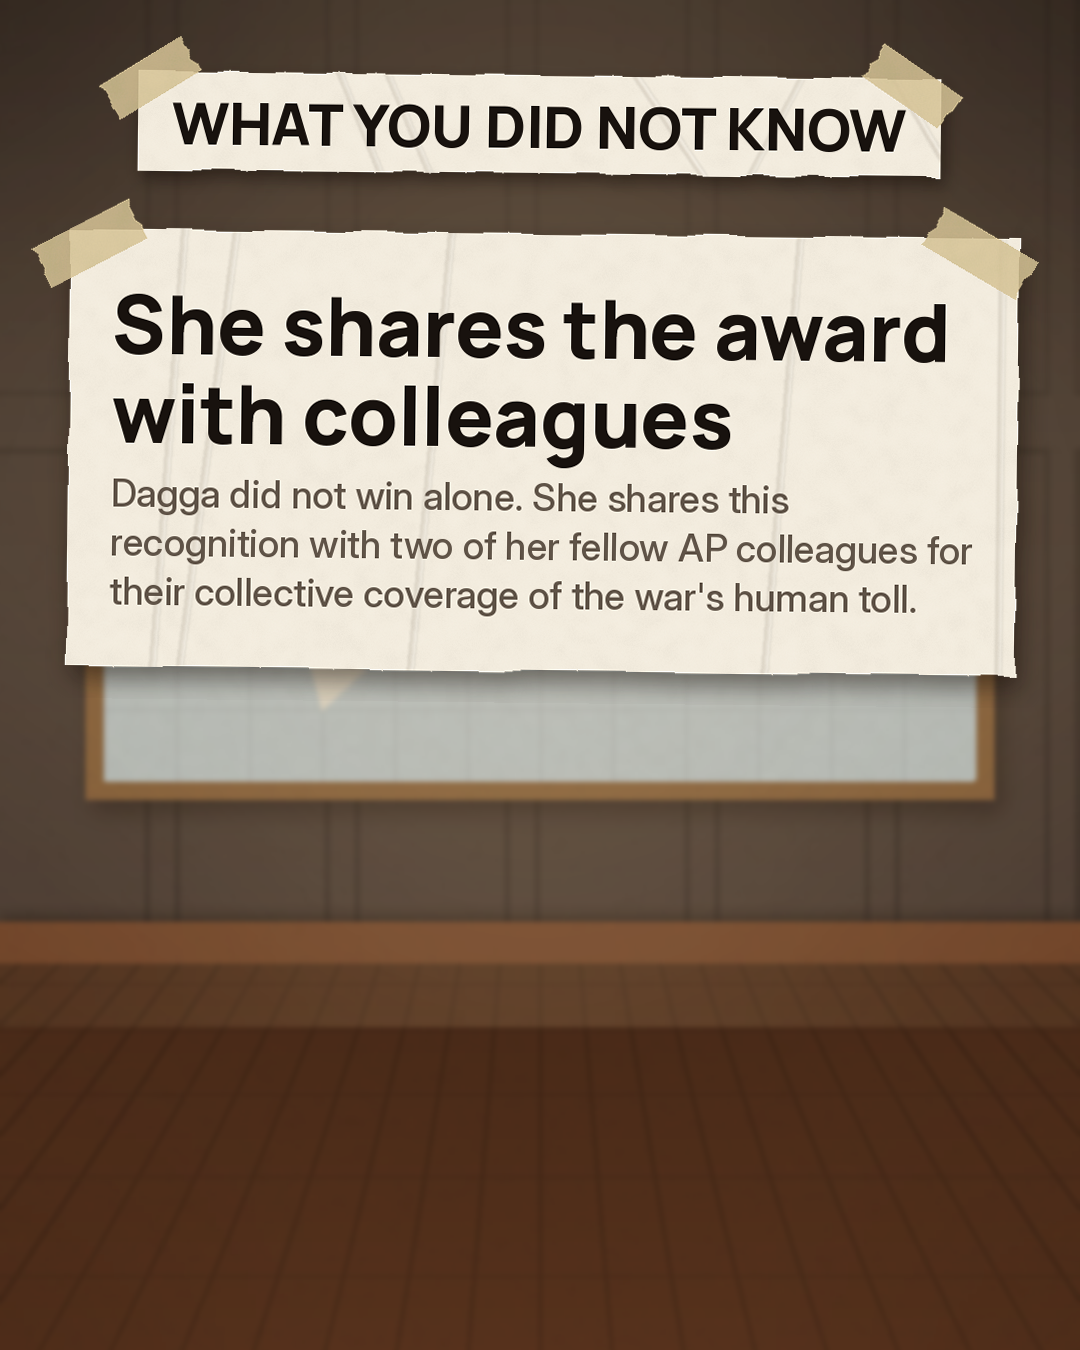 WHAT YOU DID NOT KNOW
She shares the award
with colleagues
Dagga did not win alone. She shares this
recognition with two of her fellow AP colleagues for
their collective coverage of the war's human toll.